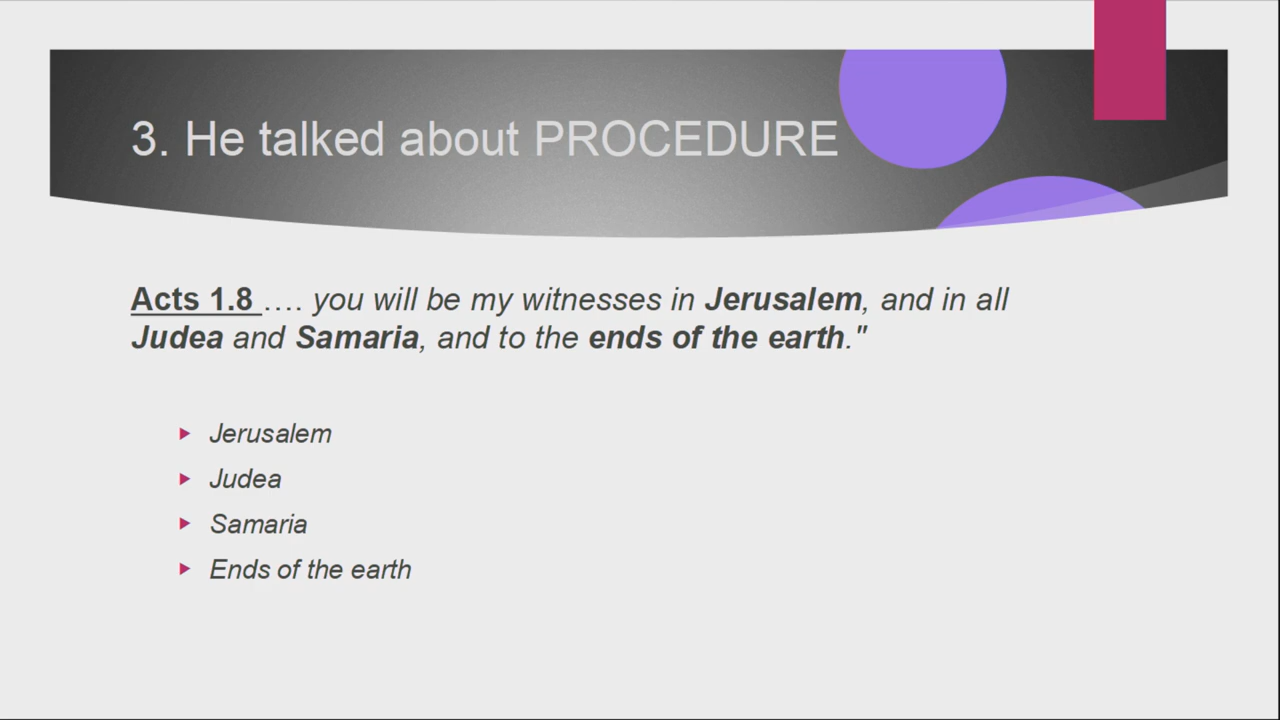 3. He talked about PROCEDURE
Acts 1.8 …. you will be my witnesses in Jerusalem, and in all
Judea and Samaria, and to the ends of the earth."
Jerusalem
Judea
Samaria
Ends of the earth